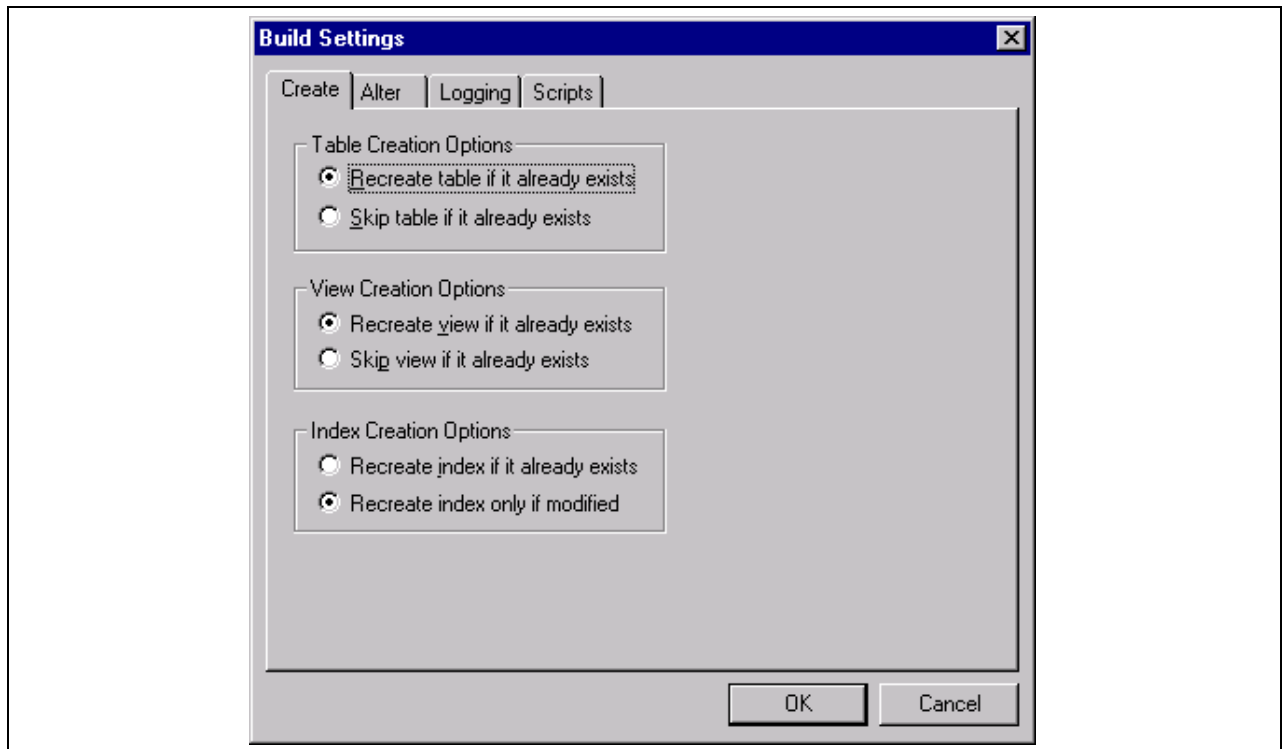 Build Settings
Create Alter Logging Scripts
Table Creation Options
Recreate table if it already exists
Skip table if it already exists
View Creation Options
Recreate view if it already exists
Skip view if it already exists
Index Creation Options
Recreate index if it already exists
Recreate index only if modified
OK Cancel